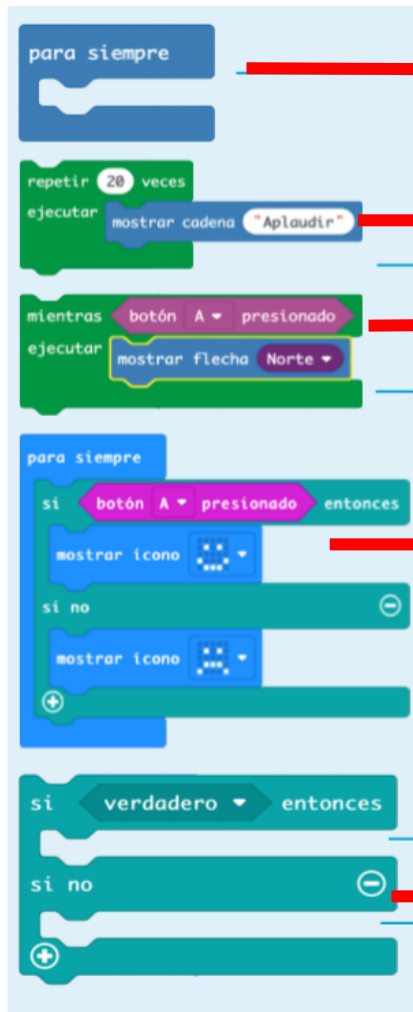 para siempre
repetir 20 veces
ejecutar mostrar cadena "Aplaudir"
mientras botón A presionado
ejecutar mostrar flecha Norte
para siempre
si botón A presionado entonces
mostrar icono
si no
mostrar icono
si verdadero entonces
si no